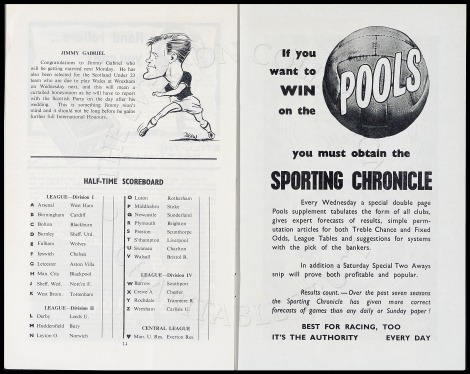 JIMMY GABRIEL
Congratulations to Jimmy Gabriel who
will be getting married next Monday. He has
also been selected for the Scotland Under 23
team who are due to play Wales at Wrexham
on Wednesday next, and this will mean a
curtailed honeymoon as he will have to report
with the Scottish Party on the day after his
wedding. This is something Jimmy won't
mind and it should not be long before he gains
further full International Honours.
HALF-TIME SCOREBOARD
LEAGUE—Division I
A Arsenal West Ham
B Birmingham Cardiff
C Bolton Blackburn
D Burnley Sheff. Utd.
E Fulham Wolves
F Ipswich Chelsea
G Leicester Aston Villa
H Man. City Blackpool
J Sheff. Wed. Nott'm F.
K West Brom. Tottenham
LEAGUE—Division II
L Derby Leeds U.
M Huddersfield Bury
N Leyton O. Norwich
O Luton Rotherham
P Middlesbro Stoke
Q Newcastle Sunderland
R Plymouth Brighton
S Preston Scunthorpe
T S'hampton Liverpool
U Swansea Charlton
V Walsall Bristol R.
LEAGUE—Division IV
W Barrow Southport
X Crewe A. Chester
Y Rochdale Tranmere R.
Z Wrexham Carlisle U.
CENTRAL LEAGUE
Man. U. Res. Everton Res.
If you
want to
WIN
on the
POOLS
you must obtain the
SPORTING CHRONICLE
Every Wednesday a special double page
Pools supplement tabulates the form of all clubs,
gives expert forecasts of results, simple perm-
utation articles for both Treble Chance and Fixed
Odds, League Tables and suggestions for systems
with the pick of the bankers.
In addition a Saturday Special Two Aways
snip will prove both profitable and popular.
Results count.—Over the past seven seasons
the Sporting Chronicle has given more correct
forecasts of games than any daily or Sunday paper!
BEST FOR RACING, TOO
IT'S THE AUTHORITY EVERY DAY